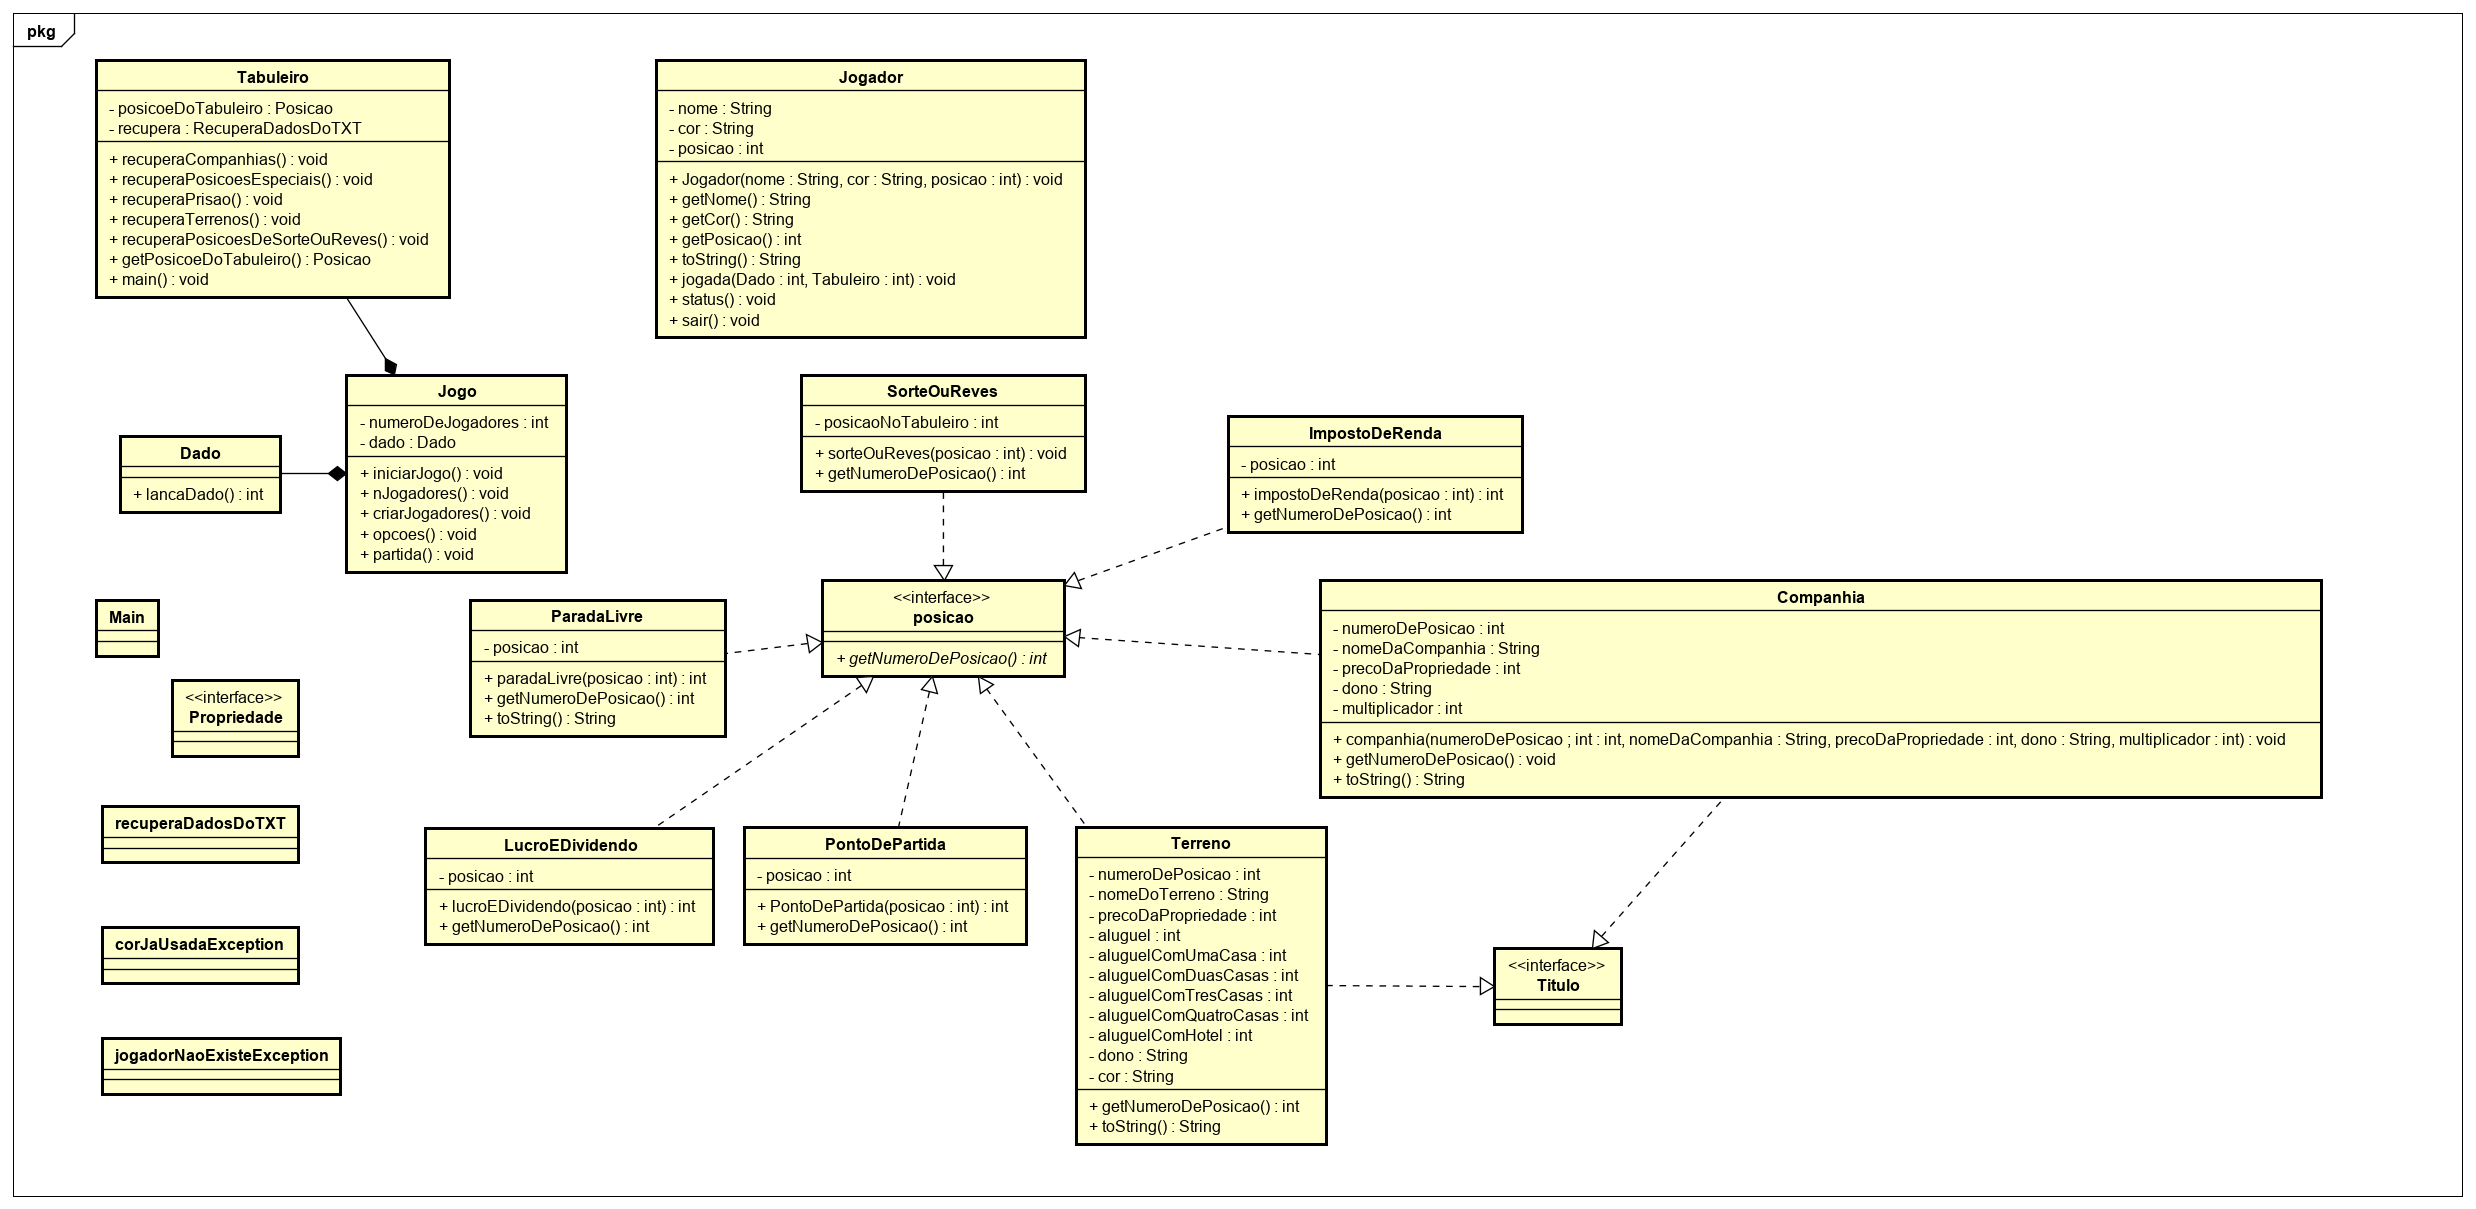 pkg
Tabuleiro
- posicoeDoTabuleiro : Posicao
- recupera : RecuperaDadosDoTXT
+ recuperaCompanhias() : void
+ recuperaPosicoesEspeciais() : void
+ recuperaPrisao() : void
+ recuperaTerrenos() : void
+ recuperaPosicoesDeSorteOuReves() : void
+ getPosicoeDoTabuleiro() : Posicao
+ main() : void
Jogador
- nome : String
- cor : String
- posicao : int
+ Jogador(nome : String, cor : String, posicao : int) : void
+ getNome() : String
+ getCor() : String
+ getPosicao() : int
+ toString() : String
+ jogada(Dado : int, Tabuleiro : int) : void
+ status() : void
+ sair() : void
Jogo
- numeroDeJogadores : int
- dado : Dado
+ iniciarJogo() : void
+ nJogadores() : void
+ criarJogadores() : void
+ opcoes() : void
+ partida() : void
Dado
+ lancaDado() : int
SorteOuReves
- posicaoNoTabuleiro : int
+ sorteOuReves(posicao : int) : void
+ getNumeroDePosicao() : int
ImpostoDeRenda
- posicao : int
+ impostoDeRenda(posicao : int) : int
+ getNumeroDePosicao() : int
Main
<<interface>>
Propriedade
ParadaLivre
- posicao : int
+ paradaLivre(posicao : int) : int
+ getNumeroDePosicao() : int
+ toString() : String
<<interface>>
posicao
+ getNumeroDePosicao() : int
Companhia
- numeroDePosicao : int
- nomeDaCompanhia : String
- precoDaPropriedade : int
- dono : String
- multiplicador : int
+ companhia(numeroDePosicao ; int : int, nomeDaCompanhia : String, precoDaPropriedade : int, dono : String, multiplicador : int) : void
+ getNumeroDePosicao() : void
+ toString() : String
recuperaDadosDoTXT
corJaUsadaException
jogadorNaoExisteException
LucroEDividendo
- posicao : int
+ lucroEDividendo(posicao : int) : int
+ getNumeroDePosicao() : int
PontoDePartida
- posicao : int
+ PontoDePartida(posicao : int) : int
+ getNumeroDePosicao() : int
Terreno
- numeroDePosicao : int
- nomeDoTerreno : String
- precoDaPropriedade : int
- aluguel : int
- aluguelComUmaCasa : int
- aluguelComDuasCasas : int
- aluguelComTresCasas : int
- aluguelComQuatroCasas : int
- aluguelComHotel : int
- dono : String
- cor : String
+ getNumeroDePosicao() : int
+ toString() : String
<<interface>>
Titulo